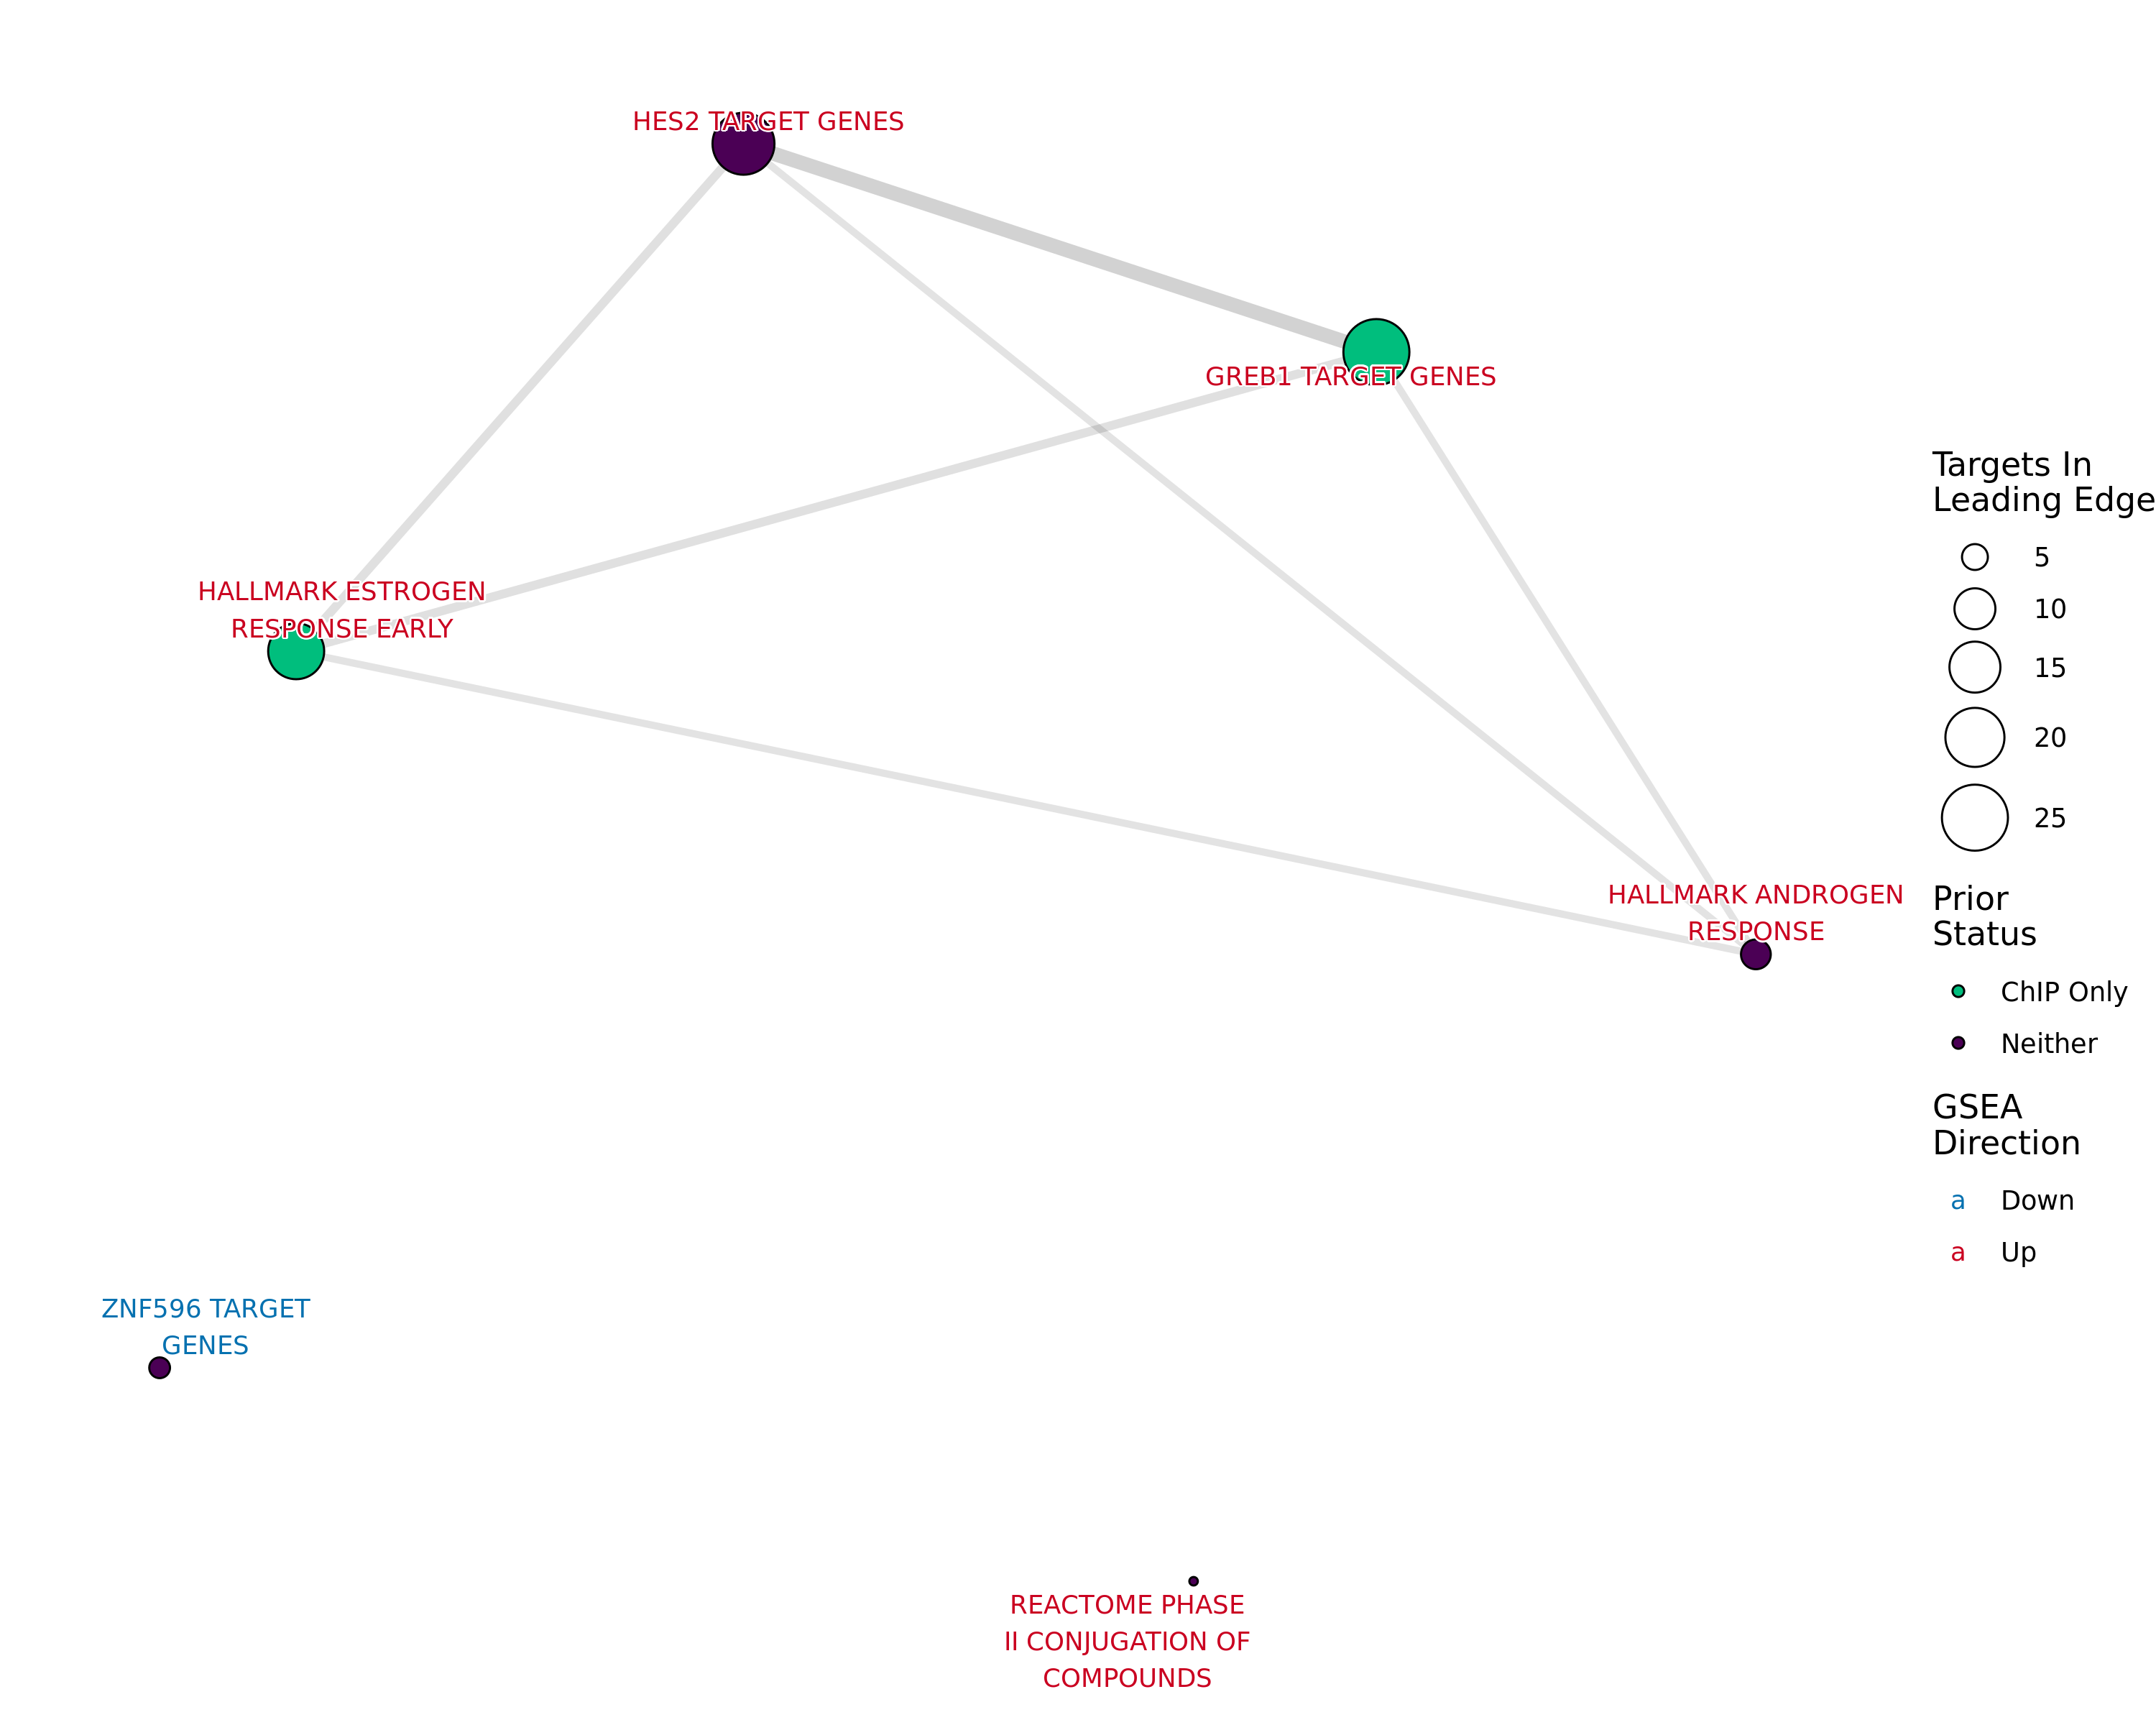 HES2 TARGET GENES
GREB1 TARGET GENES
HALLMARK ESTROGEN
RESPONSE EARLY
HALLMARK ANDROGEN
RESPONSE
ZNF596 TARGET
GENES
REACTOME PHASE
II CONJUGATION OF
COMPOUNDS
Targets In
Leading Edge
5
10
15
20
25
Prior
Status
ChIP Only
Neither
GSEA
Direction
a Down
a Up